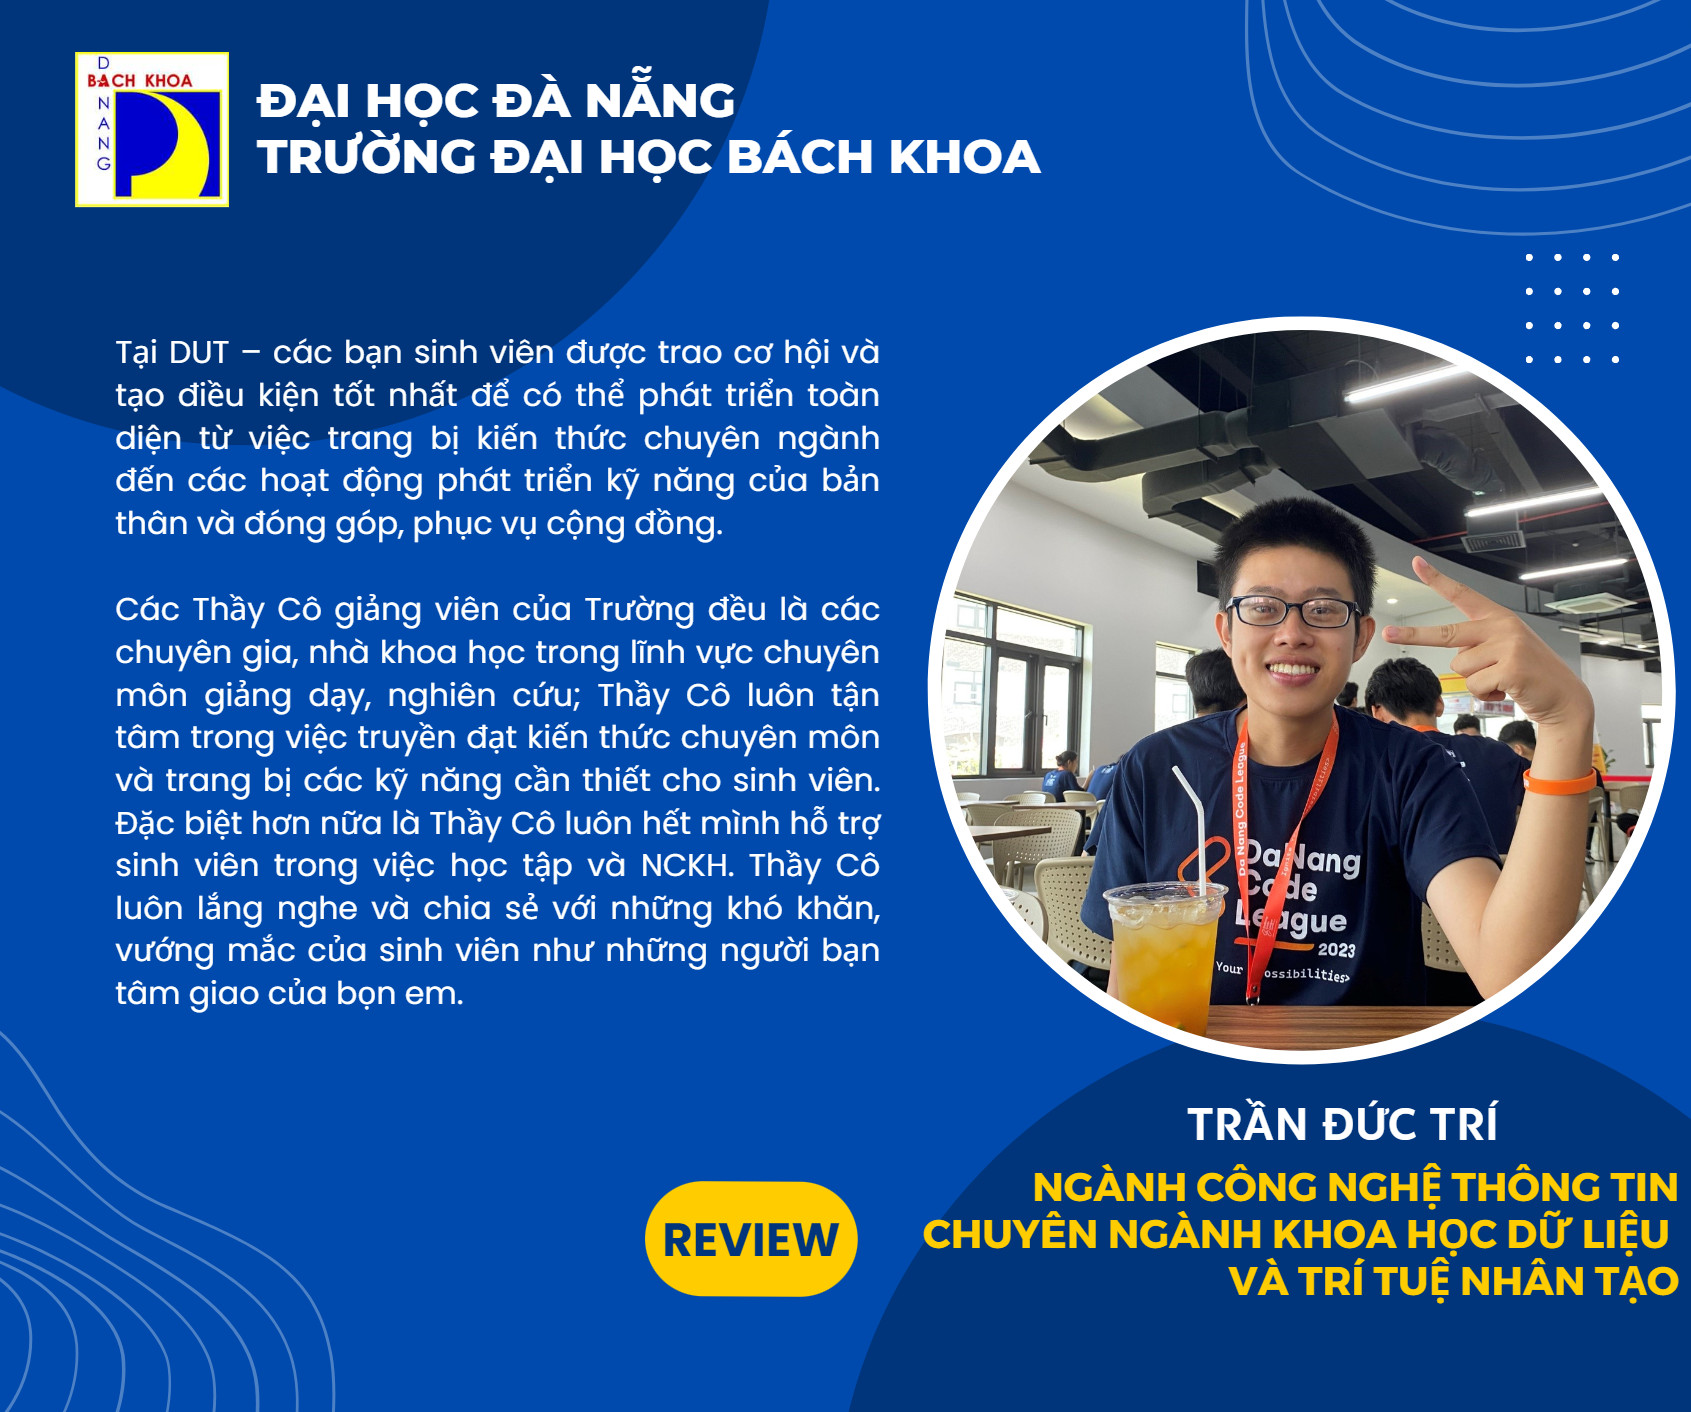 DA NANG
BACH KHOA
ĐẠI HỌC ĐÀ NẴNG
TRƯỜNG ĐẠI HỌC BÁCH KHOA
Tại DUT – các bạn sinh viên được trao cơ hội và
tạo điều kiện tốt nhất để có thể phát triển toàn
diện từ việc trang bị kiến thức chuyên ngành
đến các hoạt động phát triển kỹ năng của bản
thân và đóng góp, phục vụ cộng đồng.
Các Thầy Cô giảng viên của Trường đều là các
chuyên gia, nhà khoa học trong lĩnh vực chuyên
môn giảng dạy, nghiên cứu; Thầy Cô luôn tận
tâm trong việc truyền đạt kiến thức chuyên môn
và trang bị các kỹ năng cần thiết cho sinh viên.
Đặc biệt hơn nữa là Thầy Cô luôn hết mình hỗ trợ
sinh viên trong việc học tập và NCKH. Thầy Cô
luôn lắng nghe và chia sẻ với những khó khăn,
vướng mắc của sinh viên như những người bạn
tâm giao của bọn em.
Da Nang Code League
DaNang
Code
League
2023
Your
TRẦN ĐỨC TRÍ
NGÀNH CÔNG NGHỆ THÔNG TIN
CHUYÊN NGÀNH KHOA HỌC DỮ LIỆU
VÀ TRÍ TUỆ NHÂN TẠO
REVIEW